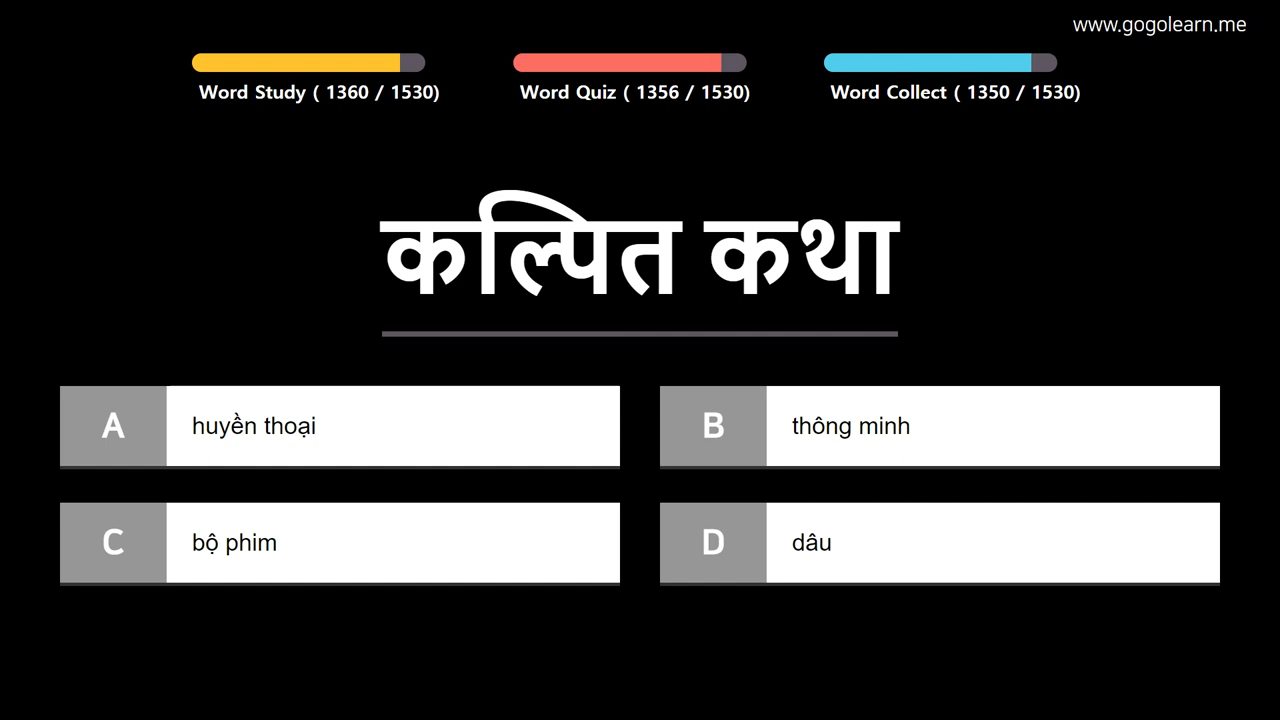 www.gogolearn.me
Word Study ( 1360 / 1530)
Word Quiz ( 1356 / 1530)
Word Collect ( 1350 / 1530)
कल्पित कथा
A
huyền thoại
B
thông minh
C
bộ phim
D
dâu